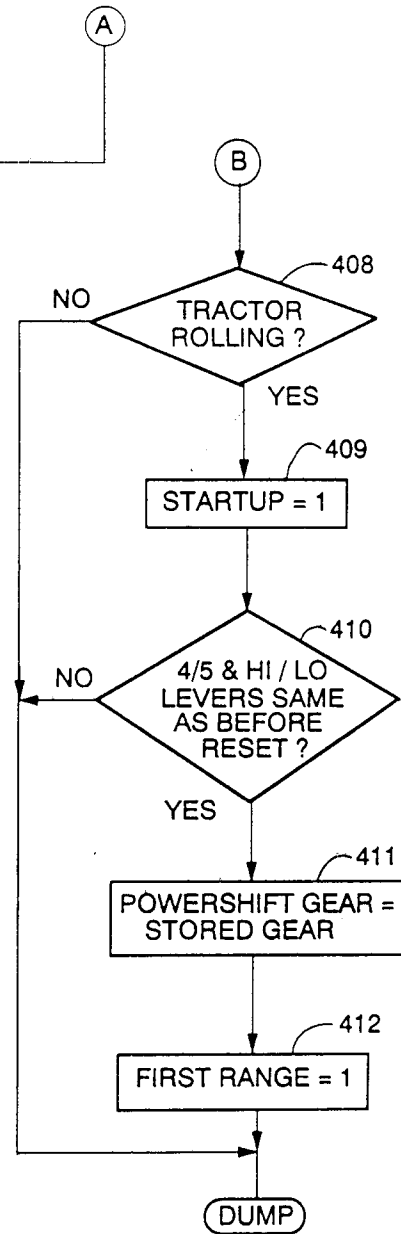 A
B
408
TRACTOR
ROLLING ?
NO
YES
409
STARTUP = 1
410
4/5 & HI / LO
LEVERS SAME
AS BEFORE
RESET ?
NO
YES
411
POWERSHIFT GEAR =
STORED GEAR
412
FIRST RANGE = 1
DUMP